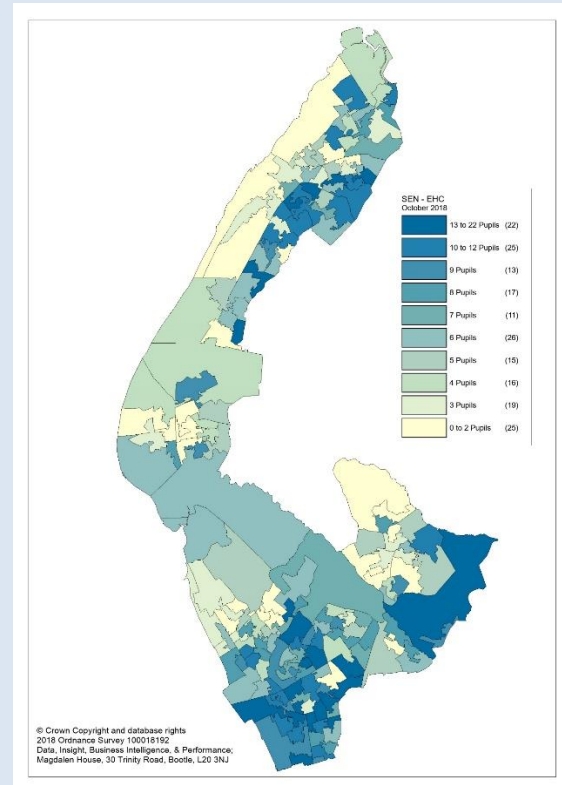 SEN - EHC
October 2018
13 to 22 Pupils (22)
10 to 12 Pupils (25)
9 Pupils (13)
8 Pupils (17)
7 Pupils (11)
6 Pupils (26)
5 Pupils (15)
4 Pupils (16)
3 Pupils (19)
0 to 2 Pupils (25)
© Crown Copyright and database rights
2018 Ordnance Survey 100018192
Data, Insight, Business Intelligence, & Performance;
Magdalen House, 30 Trinity Road, Bootle, L20 3NJ